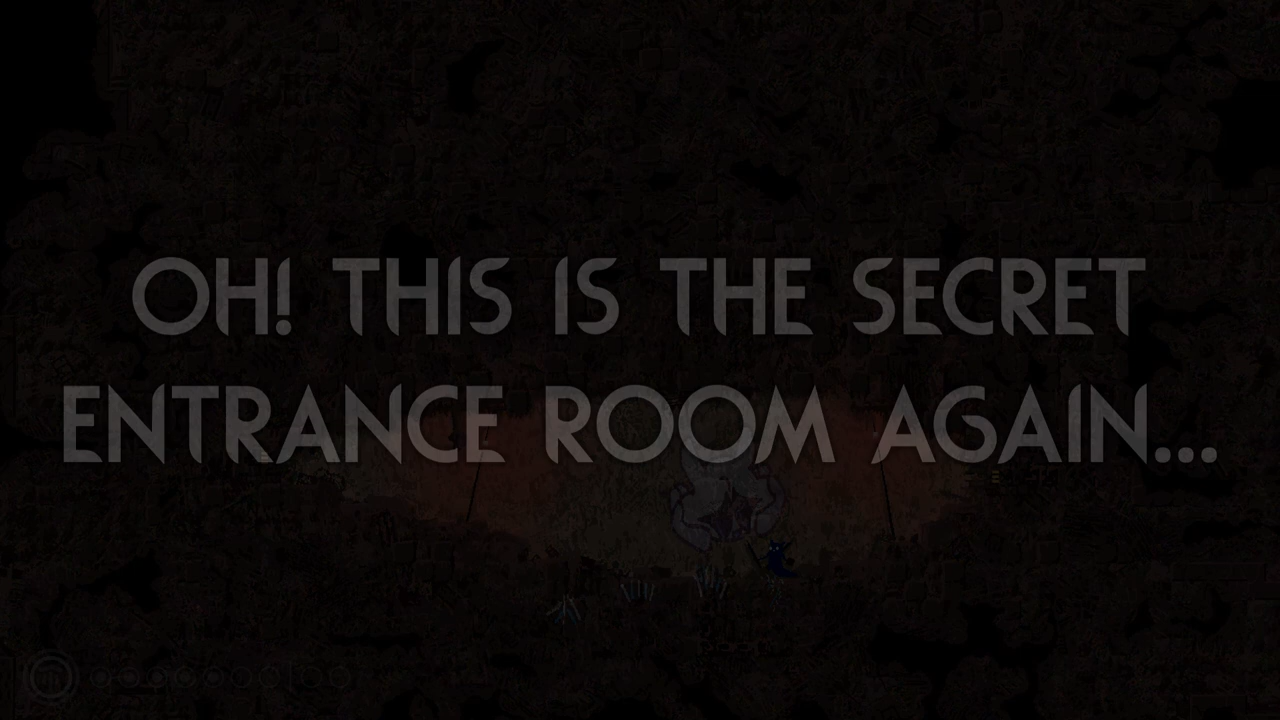 OH! THIS IS THE SECRET
ENTRANCE ROOM AGAIN...